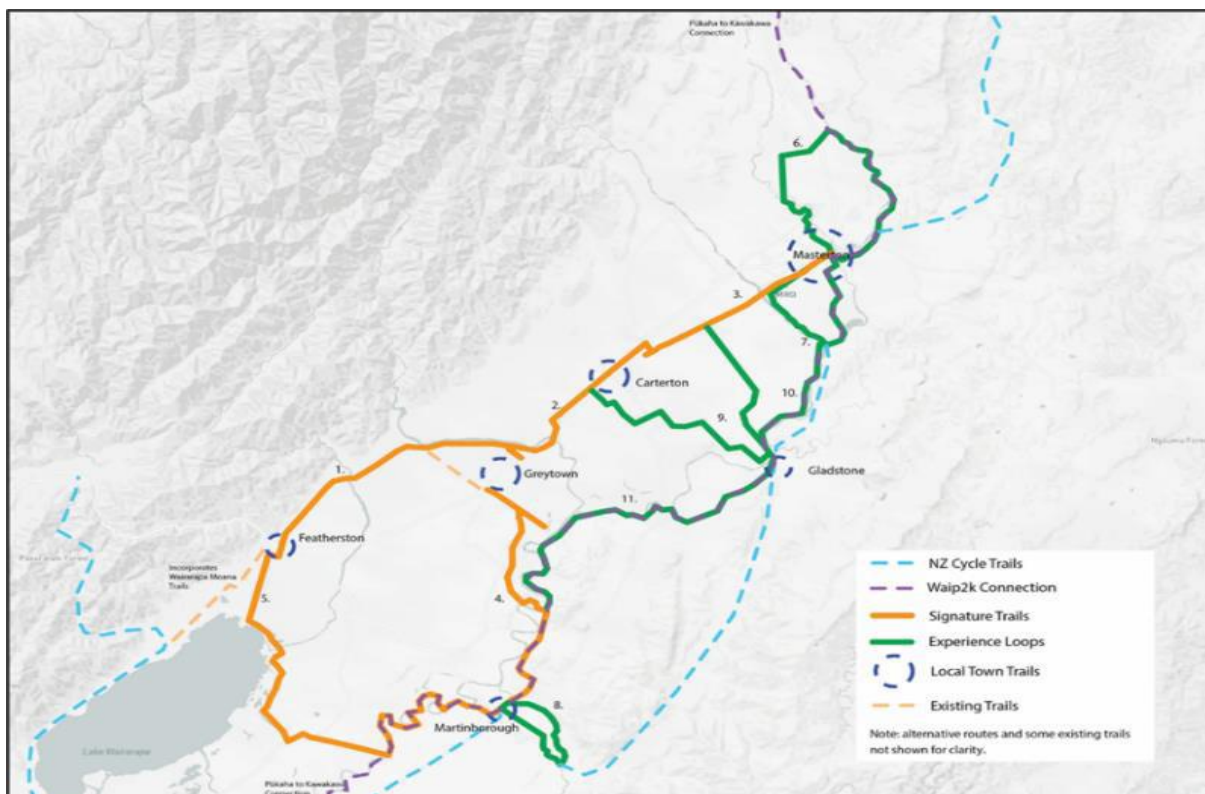 Pūkaha to Kawakawa
Connection
6.
Masterton
3.
7.
Carterton
10.
2.
9.
Greytown
Gladstone
1.
11.
Featherston
Incorporates
Wairarapa Moana
Trails
5.
4.
8.
Martinborough
Lake Wairarapa
Pūkaha to Kawakawa
Connection
NZ Cycle Trails
Waip2k Connection
Signature Trails
Experience Loops
Local Town Trails
Existing Trails
Note: alternative routes and some existing trails
not shown for clarity.